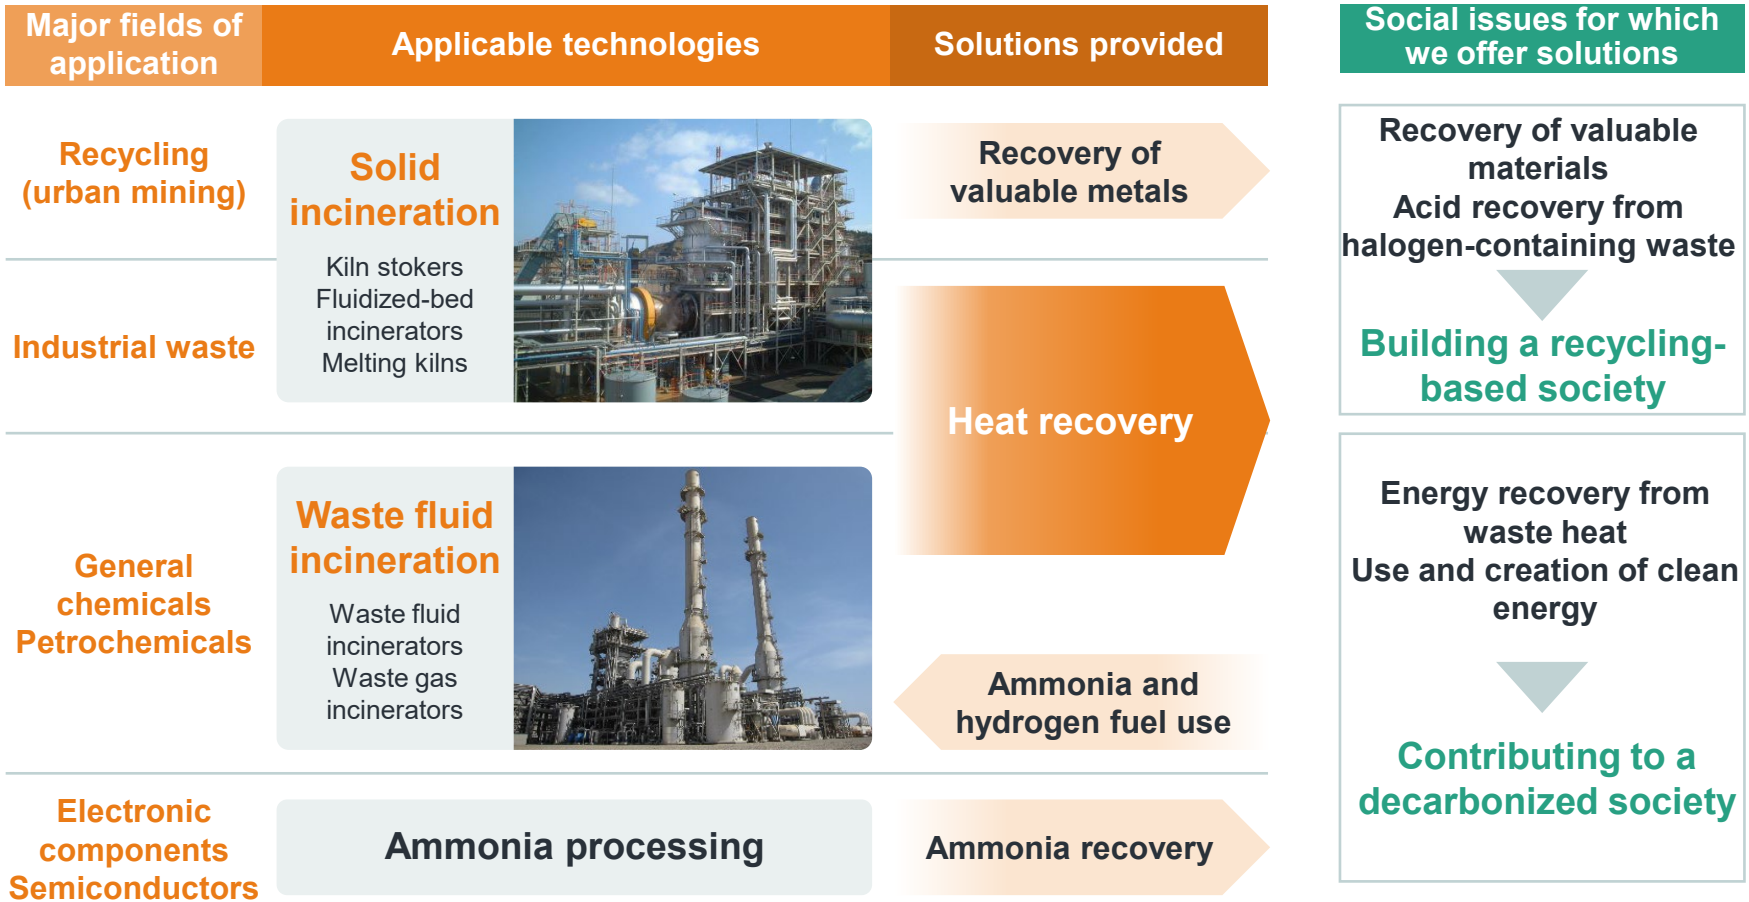 Major fields of
application
Applicable technologies
Solutions provided
Social issues for which
we offer solutions
Recycling
(urban mining)
Solid
incineration
Kiln stokers
Fluidized-bed
incinerators
Melting kilns
Recovery of
valuable metals
Industrial waste
Heat recovery
General
chemicals
Petrochemicals
Waste fluid
incineration
Waste fluid
incinerators
Waste gas
incinerators
Ammonia and
hydrogen fuel use
Electronic
components
Semiconductors
Ammonia processing
Ammonia recovery
Recovery of valuable
materials
Acid recovery from
halogen-containing waste
Building a recycling-
based society
Energy recovery from
waste heat
Use and creation of clean
energy
Contributing to a
decarbonized society